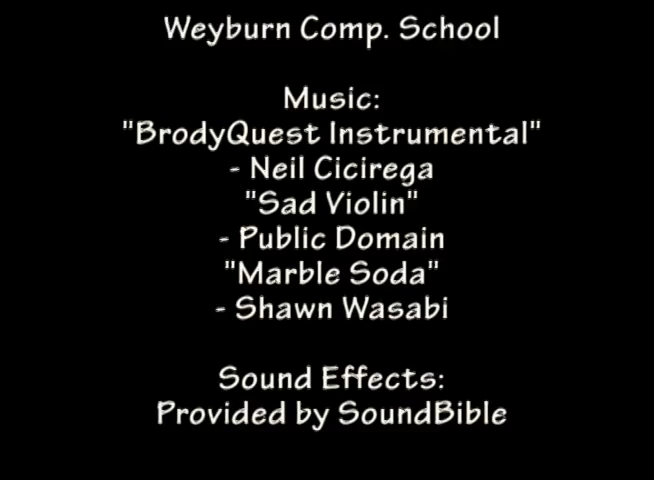 Weyburn Comp. School
Music:
"BrodyQuest Instrumental"
- Neil Cicirega
"Sad Violin"
- Public Domain
"Marble Soda"
- Shawn Wasabi
Sound Effects:
Provided by SoundBible